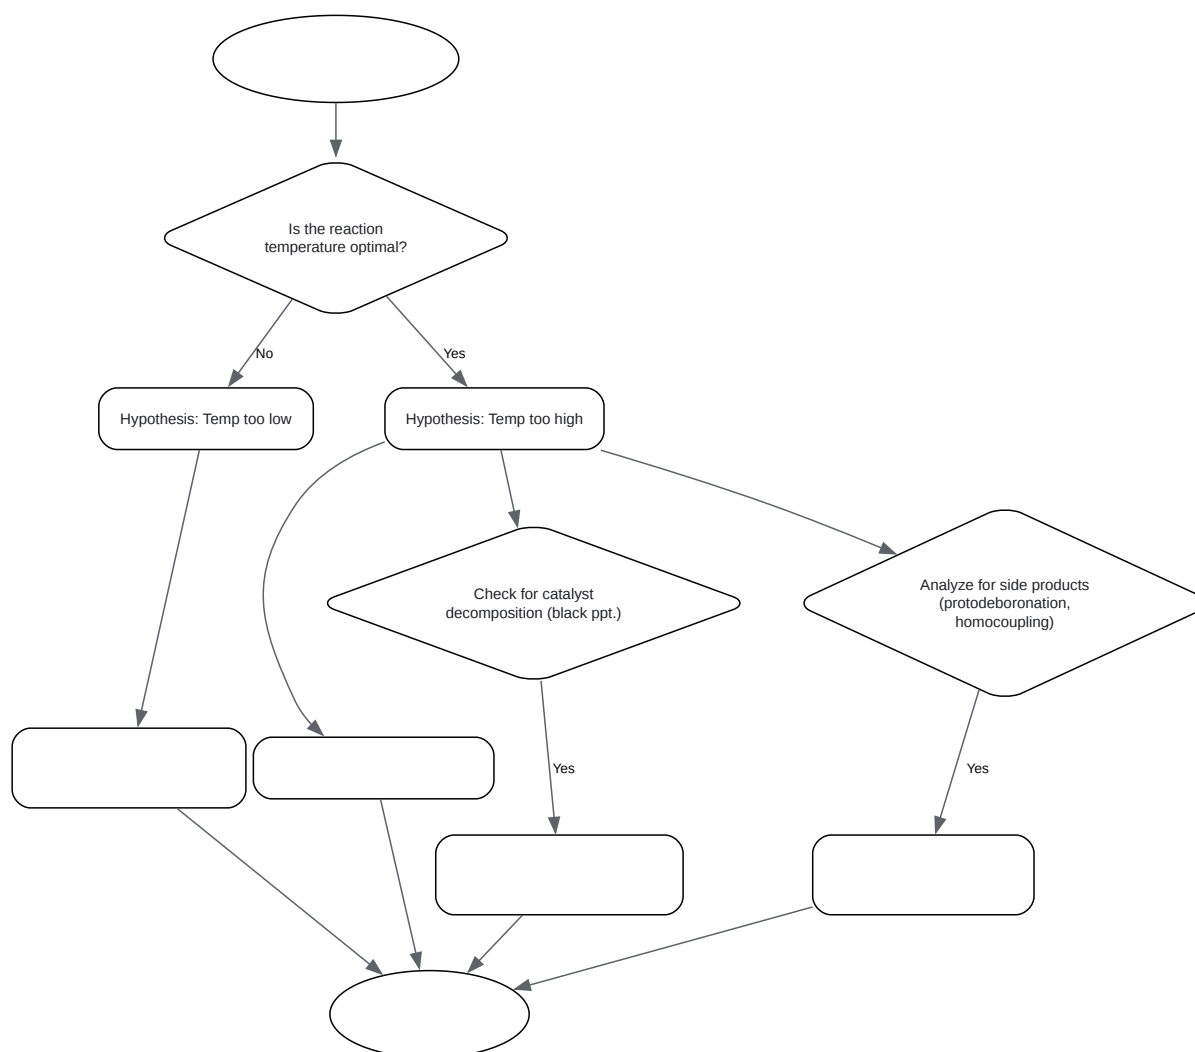 Is the reaction
temperature optimal?
No
Yes
Hypothesis: Temp too low
Hypothesis: Temp too high
Check for catalyst
decomposition (black ppt.)
Analyze for side products
(protodeboronation,
homocoupling)
Yes
Yes